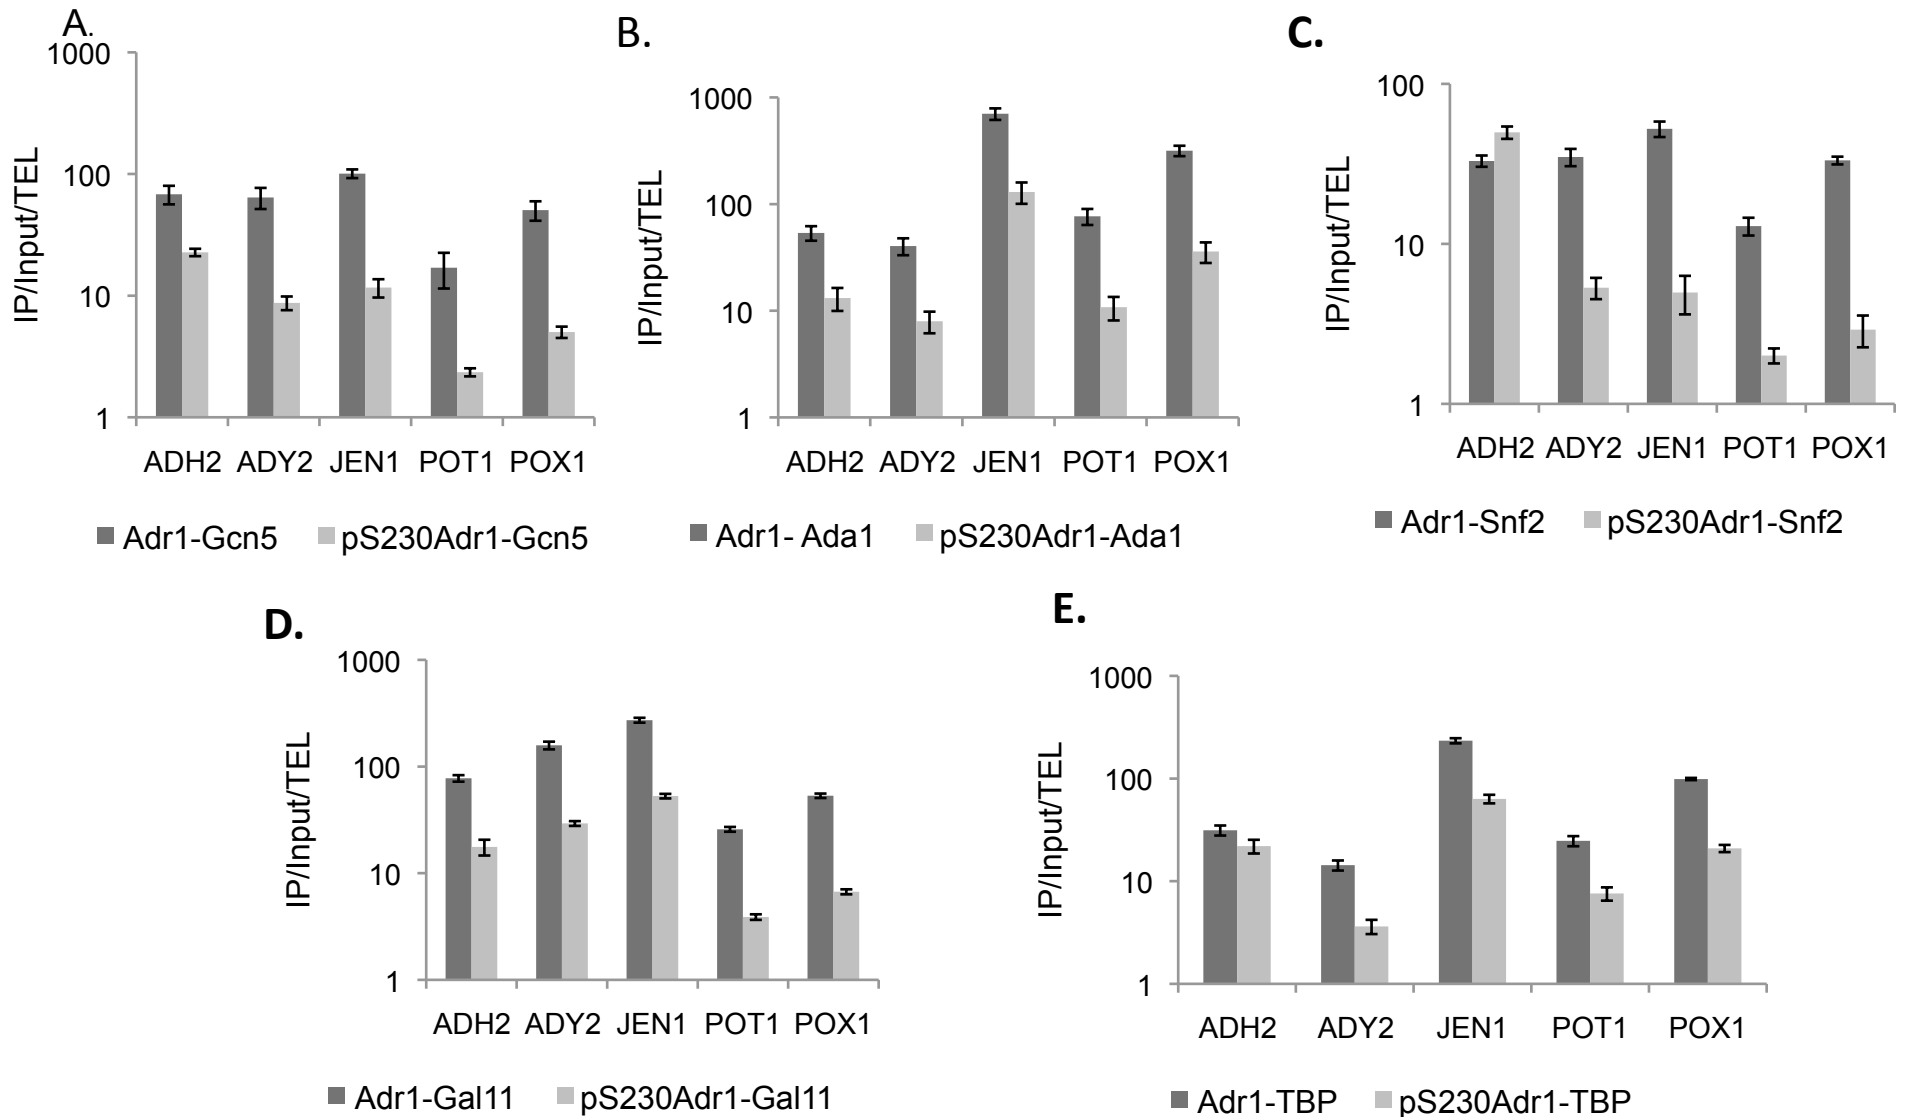 A.
1000
100
10
1
IP/Input/TEL
ADH2 ADY2 JEN1 POT1 POX1
Adr1-Gcn5 pS230Adr1-Gcn5
B.
1000
100
10
1
IP/Input/TEL
ADH2 ADY2 JEN1 POT1 POX1
Adr1- Ada1 pS230Adr1-Ada1
C.
100
10
1
IP/Input/TEL
ADH2 ADY2 JEN1 POT1 POX1
Adr1-Snf2 pS230Adr1-Snf2
D.
1000
100
10
1
IP/Input/TEL
ADH2 ADY2 JEN1 POT1 POX1
Adr1-Gal11 pS230Adr1-Gal11
E.
1000
100
10
1
IP/Input/TEL
ADH2 ADY2 JEN1 POT1 POX1
Adr1-TBP pS230Adr1-TBP